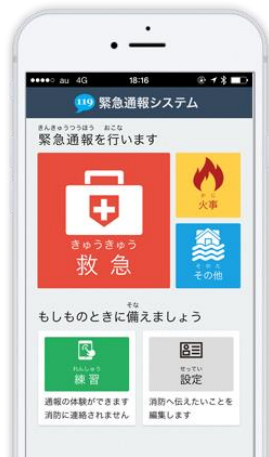 au 4G 18:16
119 緊急通報システム
きんきゅうつうほう おこな
緊急通報を行います
きゅうきゅう
救急
かじ
火事
その他
そな
もしものときに備えましょう
れんしゅう
練習
通報の体験ができます
消防に連絡されません
せってい
設定
消防へ伝えたいことを
編集します